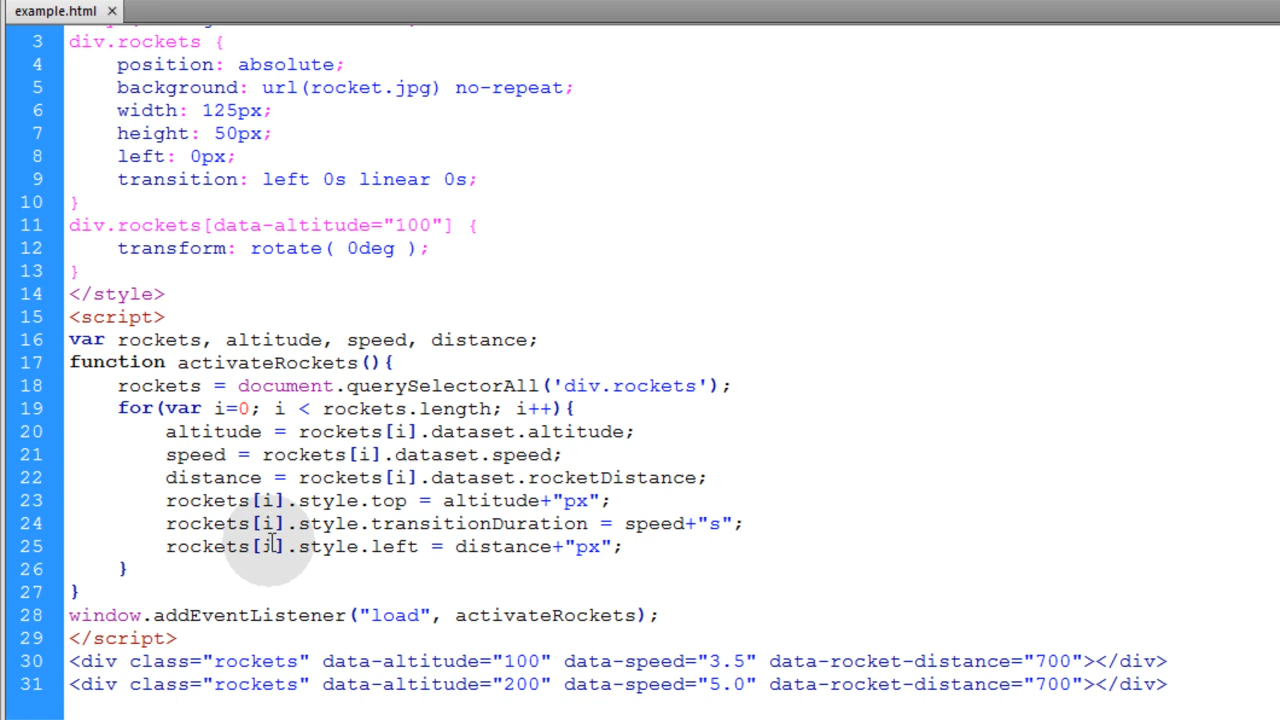 example.html ×
3 div.rockets {
4 position: absolute;
5 background: url(rocket.jpg) no-repeat;
6 width: 125px;
7 height: 50px;
8 left: 0px;
9 transition: left 0s linear 0s;
10 }
11 div.rockets[data-altitude="100"] {
12 transform: rotate( 0deg );
13 }
14 </style>
15 <script>
16 var rockets, altitude, speed, distance;
17 function activateRockets(){
18 rockets = document.querySelectorAll('div.rockets');
19 for(var i=0; i < rockets.length; i++){
20 altitude = rockets[i].dataset.altitude;
21 speed = rockets[i].dataset.speed;
22 distance = rockets[i].dataset.rocketDistance;
23 rockets[i].style.top = altitude+"px";
24 rockets[i].style.transitionDuration = speed+"s";
25 rockets[i].style.left = distance+"px";
26 }
27 }
28 window.addEventListener("load", activateRockets);
29 </script>
30 <div class="rockets" data-altitude="100" data-speed="3.5" data-rocket-distance="700"></div>
31 <div class="rockets" data-altitude="200" data-speed="5.0" data-rocket-distance="700"></div>